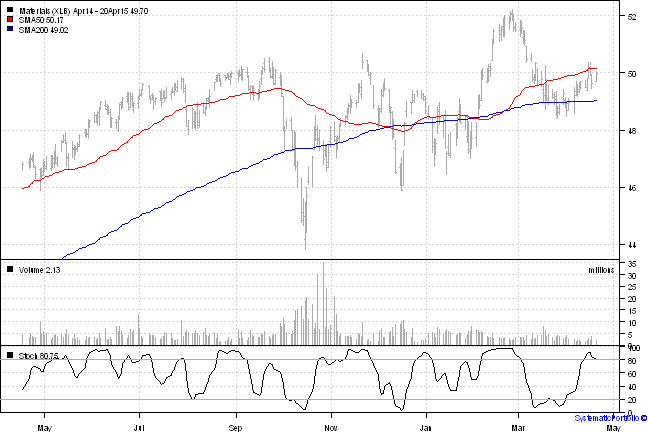 Materials (XLB) Apr14 - 20Apr15 49.70
SMA50 50.17
SMA200 49.02
52
50
48
46
44
Volume 2.13
millions
35
30
25
20
15
10
5
0
Stoch 80.75
100
80
60
40
20
0
May Jul Sep Nov Jan Mar May
SystematicPortfolio ©